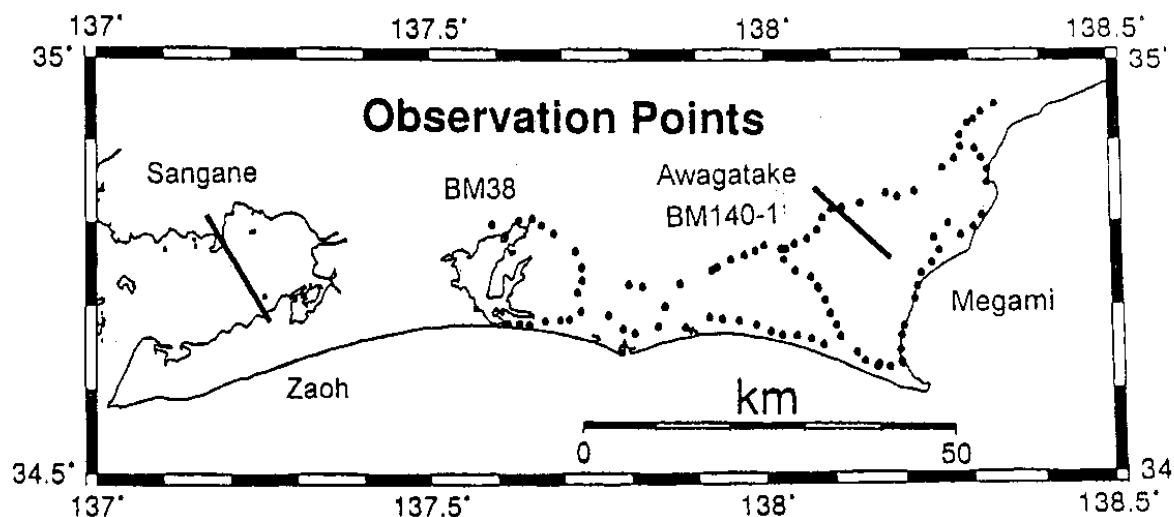 137° 137.5° 138° 138.5°
35° 35°
Observation Points
Sangane BM38 Awagatake
BM140-1
Megami
Zaoh
km
0 50
34.5° 34
137° 137.5° 138° 138.5°